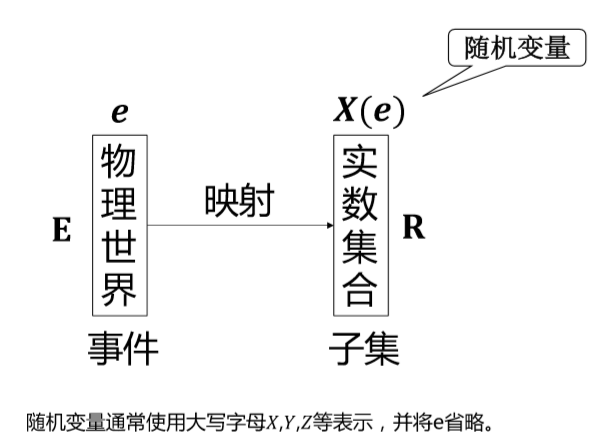 随机变量
e
X(e)
物理世界
映射
实数集合
E
R
事件
子集
随机变量通常使用大写字母X,Y,Z等表示，并将e省略。